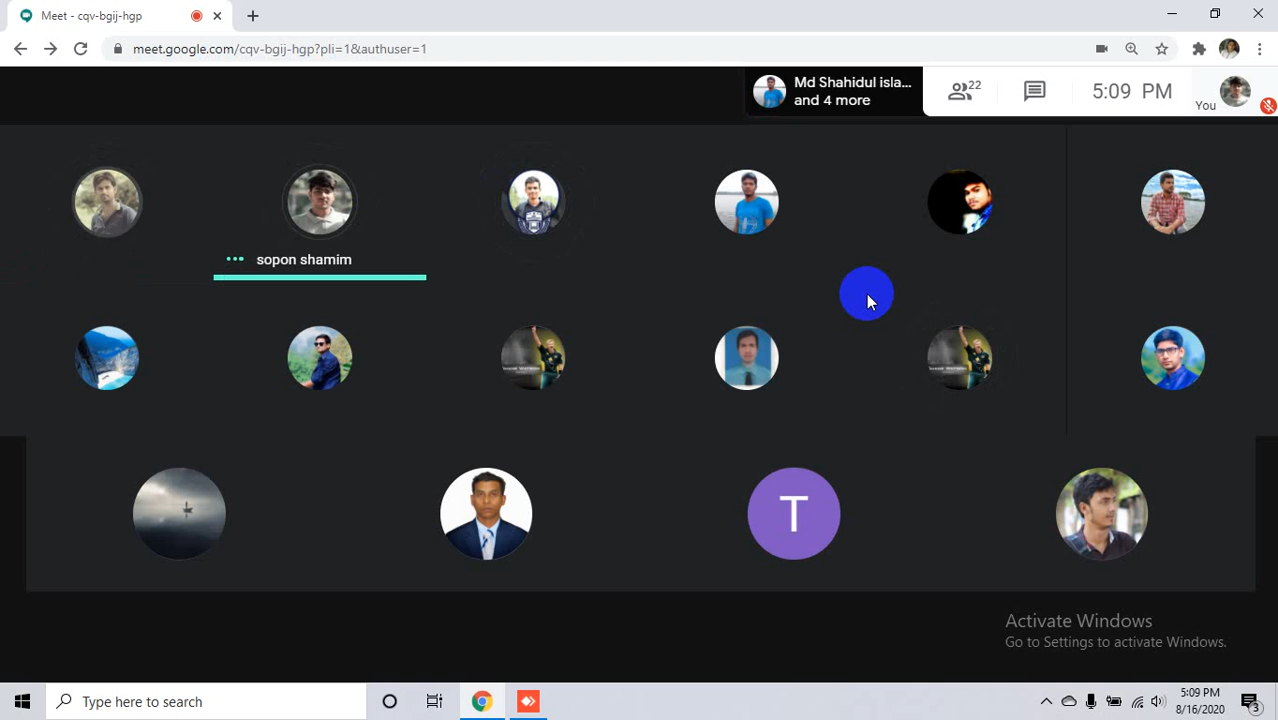 Meet - cqv-bgij-hgp
meet.google.com/cqv-bgij-hgp?pli=1&authuser=1
Md Shahidul isla...
and 4 more
22
5:09 PM
You
sopon shamim
T
Activate Windows
Go to Settings to activate Windows.
Type here to search
5:09 PM
8/16/2020
3